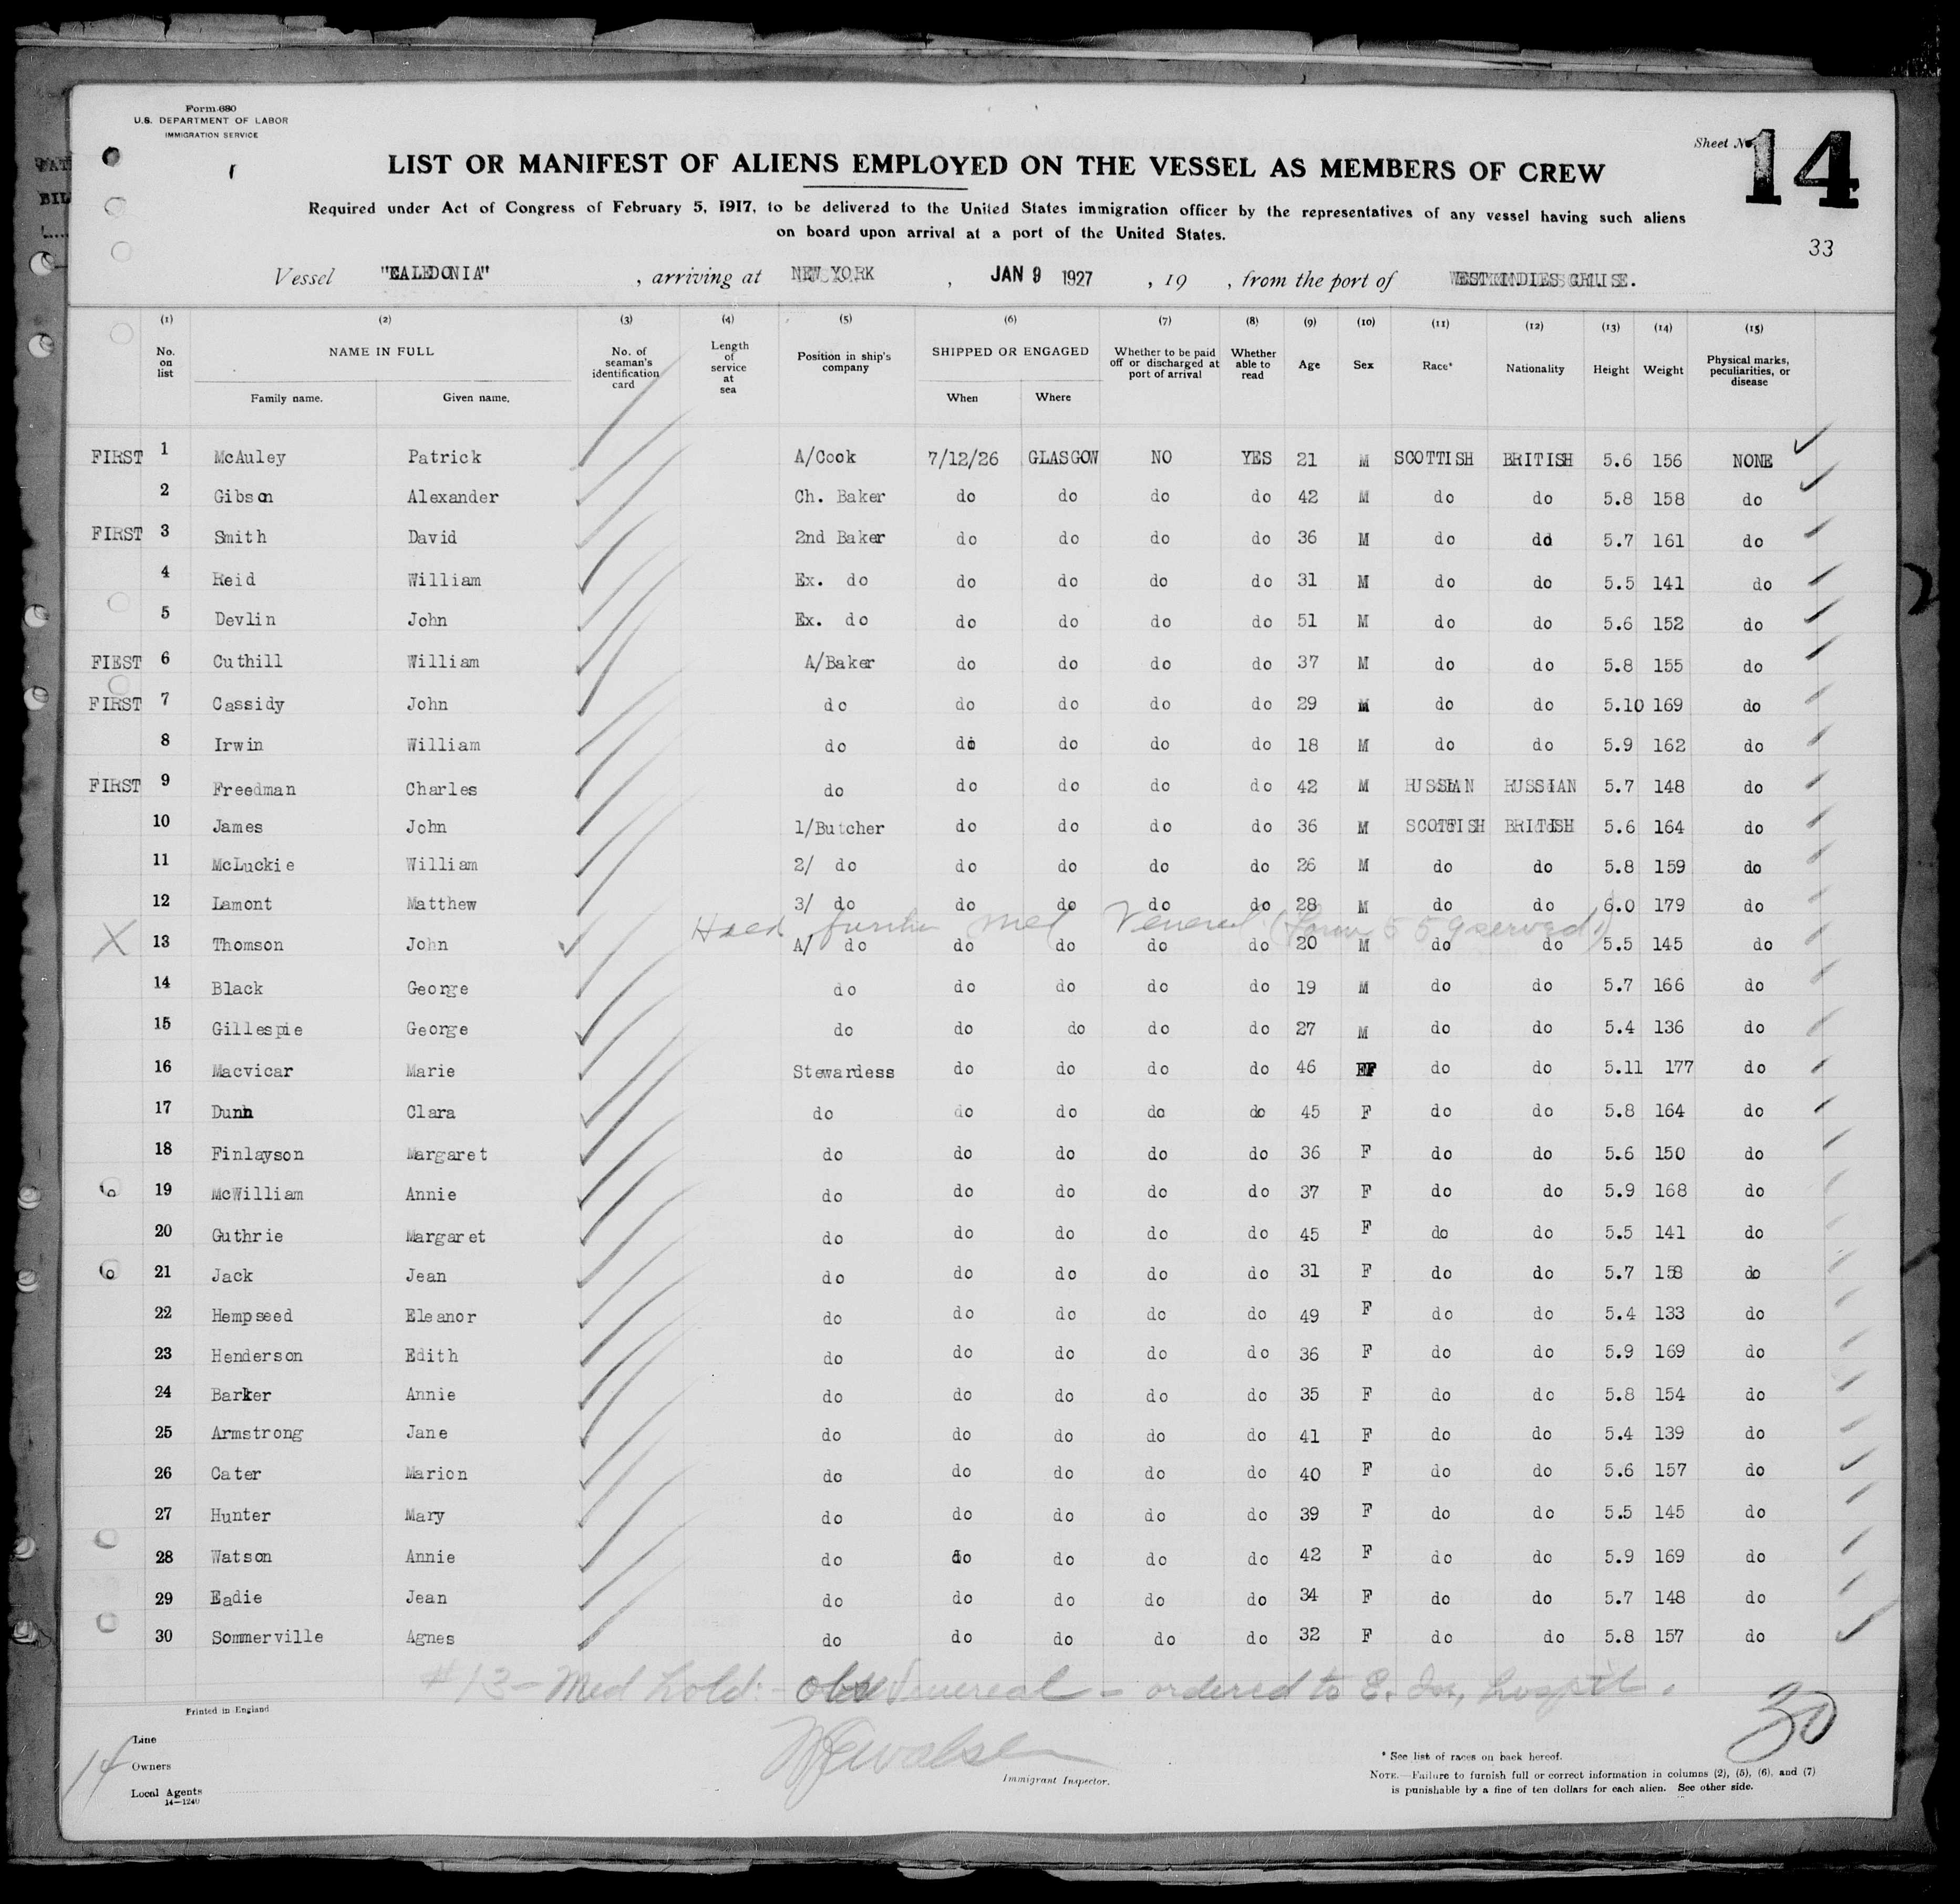 Form 680
U.S. DEPARTMENT OF LABOR
IMMIGRATION SERVICE
Sheet No. 14
LIST OR MANIFEST OF ALIENS EMPLOYED ON THE VESSEL AS MEMBERS OF CREW
Required under Act of Congress of February 5, 1917, to be delivered to the United States immigration officer by the representatives of any vessel having such aliens
on board upon arrival at a port of the United States.
33
Vessel "CALEDONIA", arriving at NEW YORK, JAN 9 1927, 19 , from the port of WEST INDIES CRUISE.
(1) (2) (3) (4) (5) (6) (7) (8) (9) (10) (11) (12) (13) (14) (15)
No. on list NAME IN FULL Family name. Given name. No. of seaman's identification card Length of service at sea Position in ship's company SHIPPED OR ENGAGED When Where Whether to be paid off or discharged at port of arrival Whether able to read Age Sex Race* Nationality Height Weight Physical marks, peculiarities, or disease
FIRST 1 McAuley Patrick A/Cook 7/12/26 GLASGOW NO YES 21 M SCOTTISH BRITISH 5.6 156 NONE
2 Gibson Alexander Ch. Baker do do do do 42 M do do 5.8 158 do
FIRST 3 Smith David 2nd Baker do do do do 36 M do do 5.7 161 do
4 Reid William Ex. do do do do do 31 M do do 5.5 141 do
5 Devlin John Ex. do do do do do 51 M do do 5.6 152 do
FIEST 6 Cuthill William A/Baker do do do do 37 M do do 5.8 155 do
FIRST 7 Cassidy John do do do do do 29 M do do 5.10 169 do
8 Irwin William do do do do do 18 M do do 5.9 162 do
FIRST 9 Freedman Charles do do do do do 42 M RUSSIAN RUSSIAN 5.7 148 do
10 James John 1/Butcher do do do do 36 M SCOTTISH BRITISH 5.6 164 do
11 McLuckie William 2/ do do do do do 26 M do do 5.8 159 do
12 Lamont Matthew 3/ do do do do do 28 M do do 6.0 179 do
Held further Med Venereal (Form 559 served)
X 13 Thomson John A/ do do do do do 20 M do do 5.5 145 do
14 Black George do do do do do 19 M do do 5.7 166 do
15 Gillespie George do do do do do 27 M do do 5.4 136 do
16 Macvicar Marie Stewardess do do do do 46 F do do 5.11 177 do
17 Dunn Clara do do do do do 45 F do do 5.8 164 do
18 Finlayson Margaret do do do do do 36 F do do 5.6 150 do
19 McWilliam Annie do do do do do 37 F do do 5.9 168 do
20 Guthrie Margaret do do do do do 45 F do do 5.5 141 do
21 Jack Jean do do do do do 31 F do do 5.7 158 do
22 Hempseed Eleanor do do do do do 49 F do do 5.4 133 do
23 Henderson Edith do do do do do 36 F do do 5.9 169 do
24 Barker Annie do do do do do 35 F do do 5.8 154 do
25 Armstrong Jane do do do do do 41 F do do 5.4 139 do
26 Cater Marion do do do do do 40 F do do 5.6 157 do
27 Hunter Mary do do do do do 39 F do do 5.5 145 do
28 Watson Annie do do do do do 42 F do do 5.9 169 do
29 Eadie Jean do do do do do 34 F do do 5.7 148 do
30 Sommerville Agnes do do do do do 32 F do do 5.8 157 do
#13 - Med hold: - obs Venereal - ordered to E. Is., hospt'l.
30
Printed in England
14
Line
Owners
Local Agents
14—1240
Immigrant Inspector.
* See list of races on back hereof.
NOTE.—Failure to furnish full or correct information in columns (2), (5), (6), and (7)
is punishable by a fine of ten dollars for each alien. See other side.